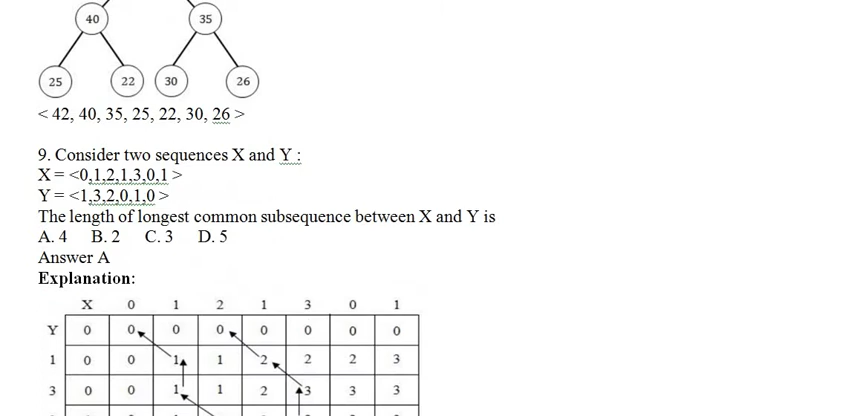 40 35
25 22 30 26
< 42, 40, 35, 25, 22, 30, 26 >
9. Consider two sequences X and Y :
X = <0,1,2,1,3,0,1 >
Y = <1,3,2,0,1,0 >
The length of longest common subsequence between X and Y is
A. 4 B. 2 C. 3 D. 5
Answer A
Explanation:
X 0 1 2 1 3 0 1
Y 0 0 0 0 0 0 0 0
1 0 0 1 1 2 2 2 3
3 0 0 1 1 2 3 3 3